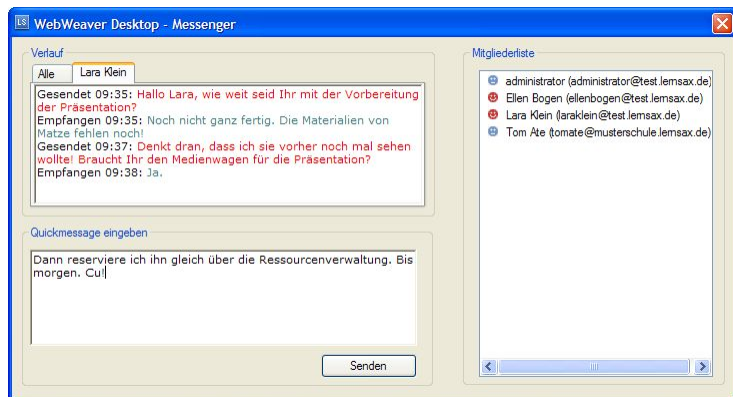 LS WebWeaver Desktop - Messenger
Verlauf
Alle Lara Klein
Gesendet 09:35: Hallo Lara, wie weit seid Ihr mit der Vorbereitung
der Präsentation?
Empfangen 09:35: Noch nicht ganz fertig. Die Materialien von
Matze fehlen noch!
Gesendet 09:37: Denkt dran, dass ich sie vorher noch mal sehen
wollte! Braucht Ihr den Medienwagen für die Präsentation?
Empfangen 09:38: Ja.
Quickmessage eingeben
Dann reserviere ich ihn gleich über die Ressourcenverwaltung. Bis
morgen. Cu!
Senden
Mitgliederliste
administrator (administrator@test.lernsax.de)
Ellen Bogen (ellenbogen@test.lernsax.de)
Lara Klein (laraklein@test.lernsax.de)
Tom Ate (tomate@musterschule.lernsax.de)